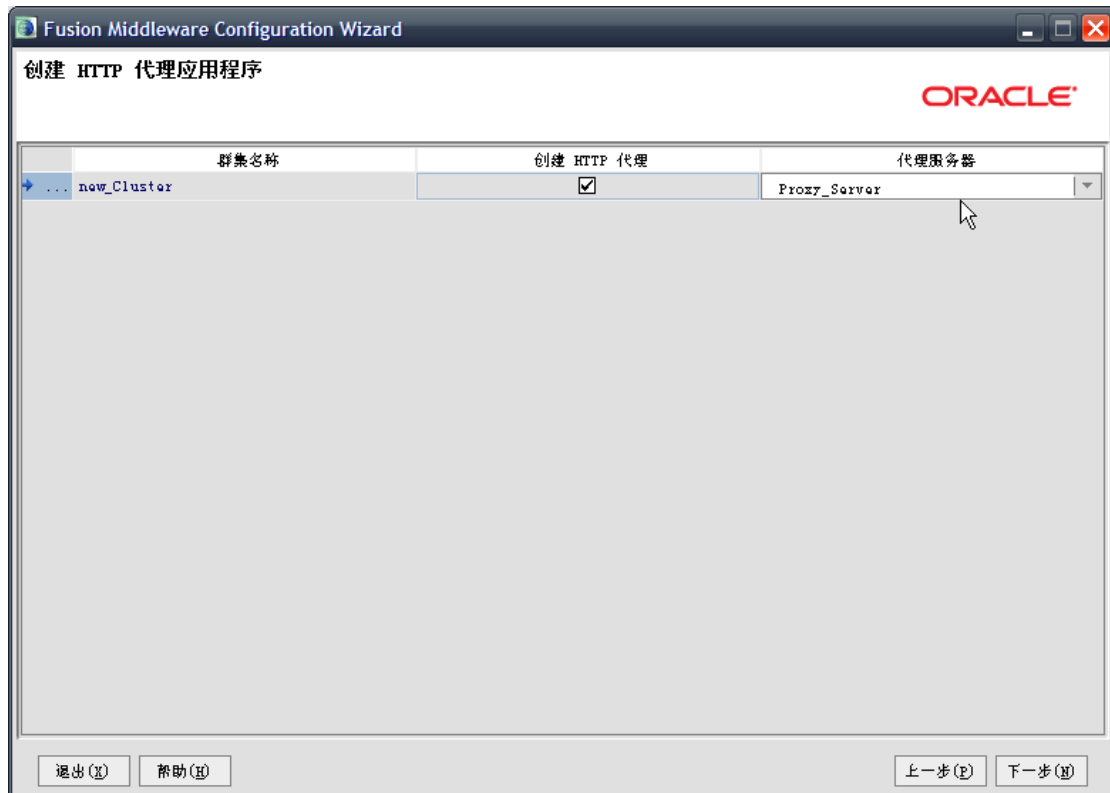 Fusion Middleware Configuration Wizard
创建 HTTP 代理应用程序
ORACLE
群集名称 创建 HTTP 代理 代理服务器
... new_Cluster Proxy_Server
退出(X) 帮助(H) 上一步(P) 下一步(N)